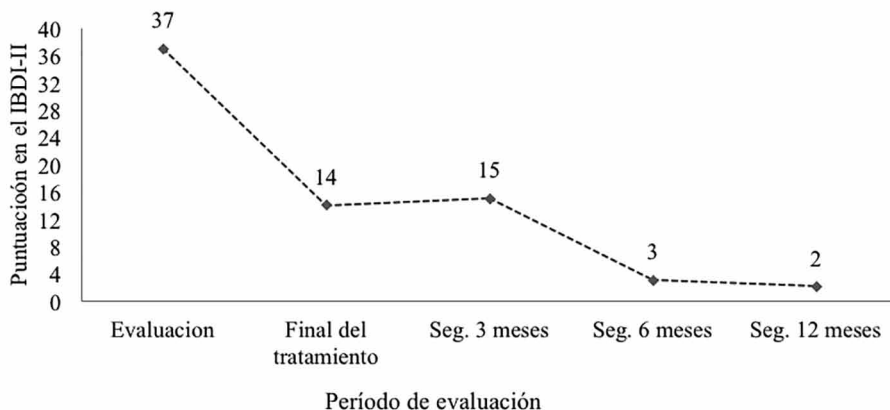 Puntuacioón en el IBDI-II
40
36
32
28
24
20
16
12
8
4
0
37
14
15
3
2
Evaluacion
Final del
tratamiento
Seg. 3 meses
Seg. 6 meses
Seg. 12 meses
Período de evaluación